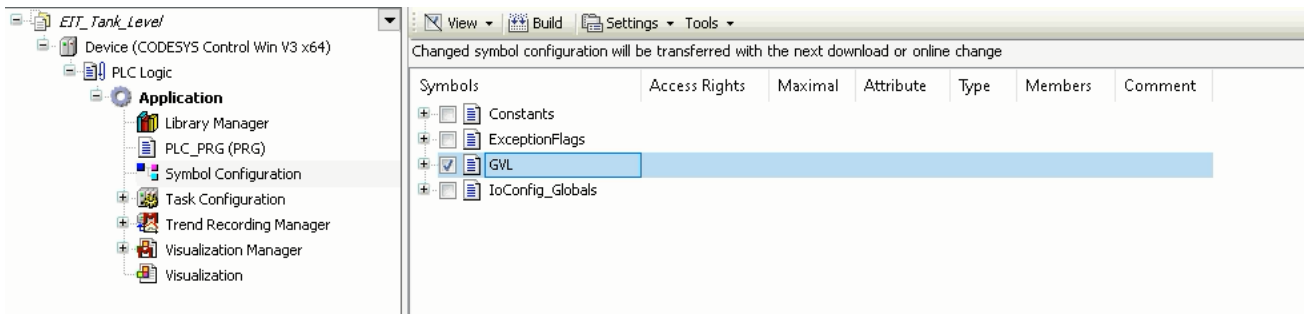 EIT_Tank_Level
Device (CODESYS Control Win V3 x64)
PLC Logic
Application
Library Manager
PLC_PRG (PRG)
Symbol Configuration
Task Configuration
Trend Recording Manager
Visualization Manager
Visualization
View Build Settings Tools
Changed symbol configuration will be transferred with the next download or online change
Symbols Access Rights Maximal Attribute Type Members Comment
Constants
ExceptionFlags
GVL
IoConfig_Globals